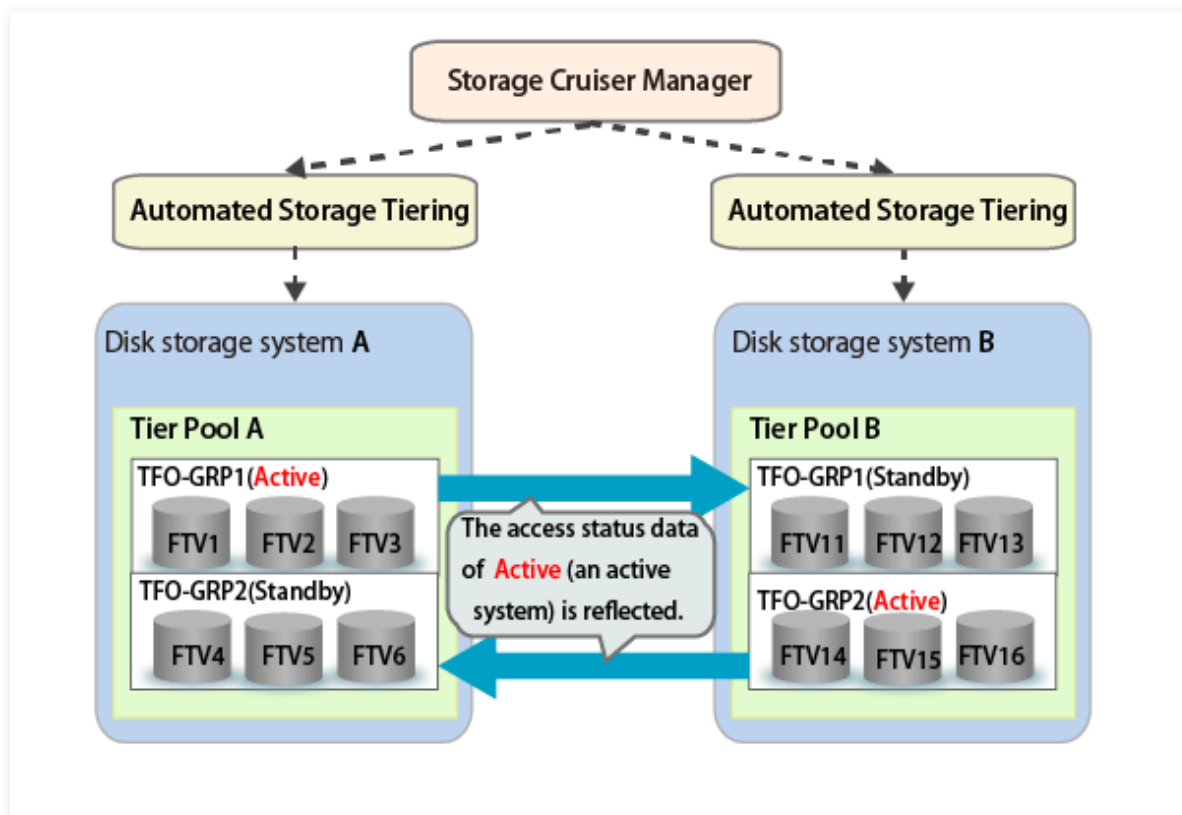 Storage Cruiser Manager
Automated Storage Tiering
Automated Storage Tiering
Disk storage system A
Disk storage system B
Tier Pool A
Tier Pool B
TFO-GRP1(Active)
FTV1 FTV2 FTV3
TFO-GRP2(Standby)
FTV4 FTV5 FTV6
The access status data
of Active (an active
system) is reflected.
TFO-GRP1(Standby)
FTV11 FTV12 FTV13
TFO-GRP2(Active)
FTV14 FTV15 FTV16